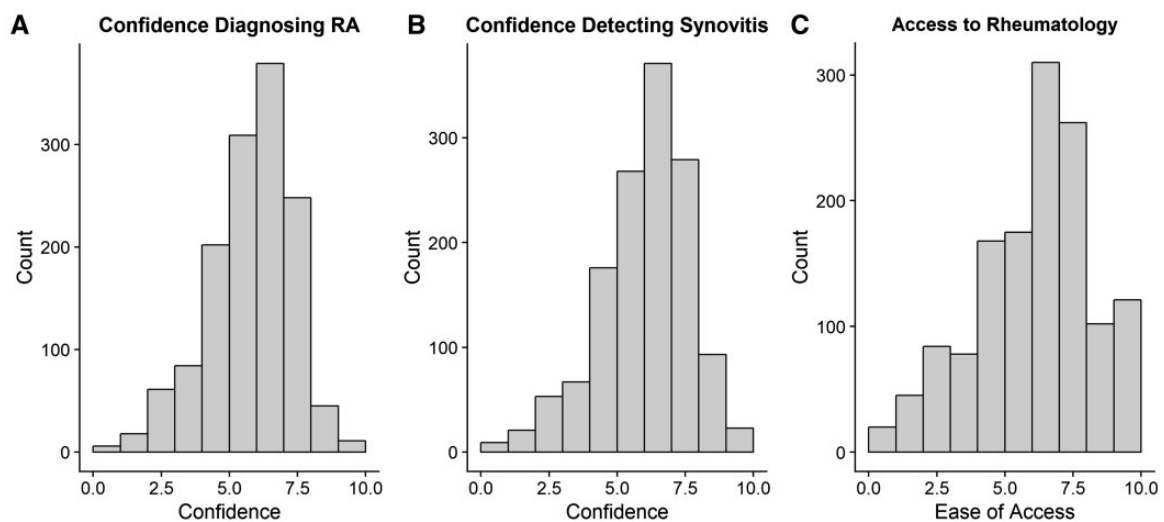 A
Confidence Diagnosing RA
Count
300
200
100
0
0.0 2.5 5.0 7.5 10.0
Confidence
B
Confidence Detecting Synovitis
Count
300
200
100
0
0.0 2.5 5.0 7.5 10.0
Confidence
C
Access to Rheumatology
Count
300
200
100
0
0.0 2.5 5.0 7.5 10.0
Ease of Access